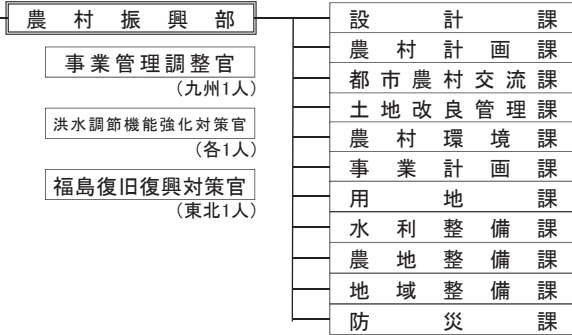 農村振興部
事業管理調整官
(九州1人)
洪水調節機能強化対策官
(各1人)
福島復旧復興対策官
(東北1人)
設計課
農村計画課
都市農村交流課
土地改良管理課
農村環境課
事業計画課
用地課
水利整備課
農地整備課
地域整備課
防災課